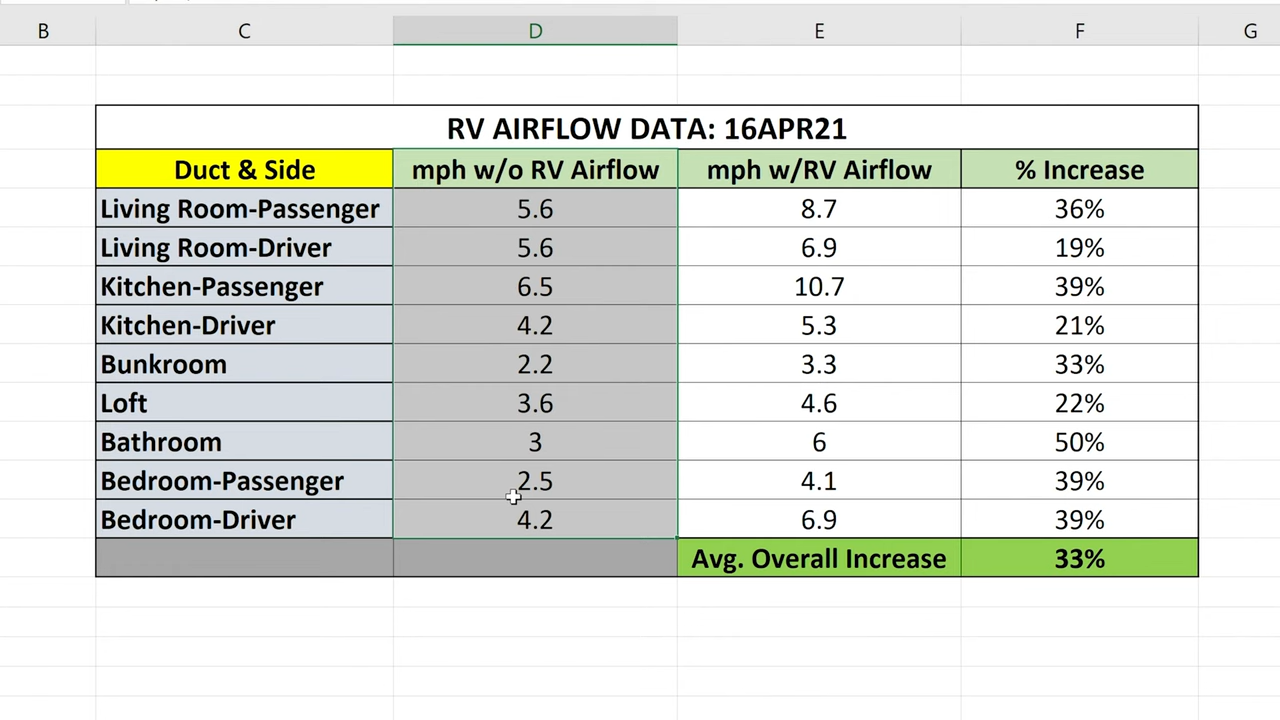 B C D E F G
RV AIRFLOW DATA: 16APR21
Duct & Side mph w/o RV Airflow mph w/RV Airflow % Increase
Living Room-Passenger 5.6 8.7 36%
Living Room-Driver 5.6 6.9 19%
Kitchen-Passenger 6.5 10.7 39%
Kitchen-Driver 4.2 5.3 21%
Bunkroom 2.2 3.3 33%
Loft 3.6 4.6 22%
Bathroom 3 6 50%
Bedroom-Passenger 2.5 4.1 39%
Bedroom-Driver 4.2 6.9 39%
Avg. Overall Increase 33%